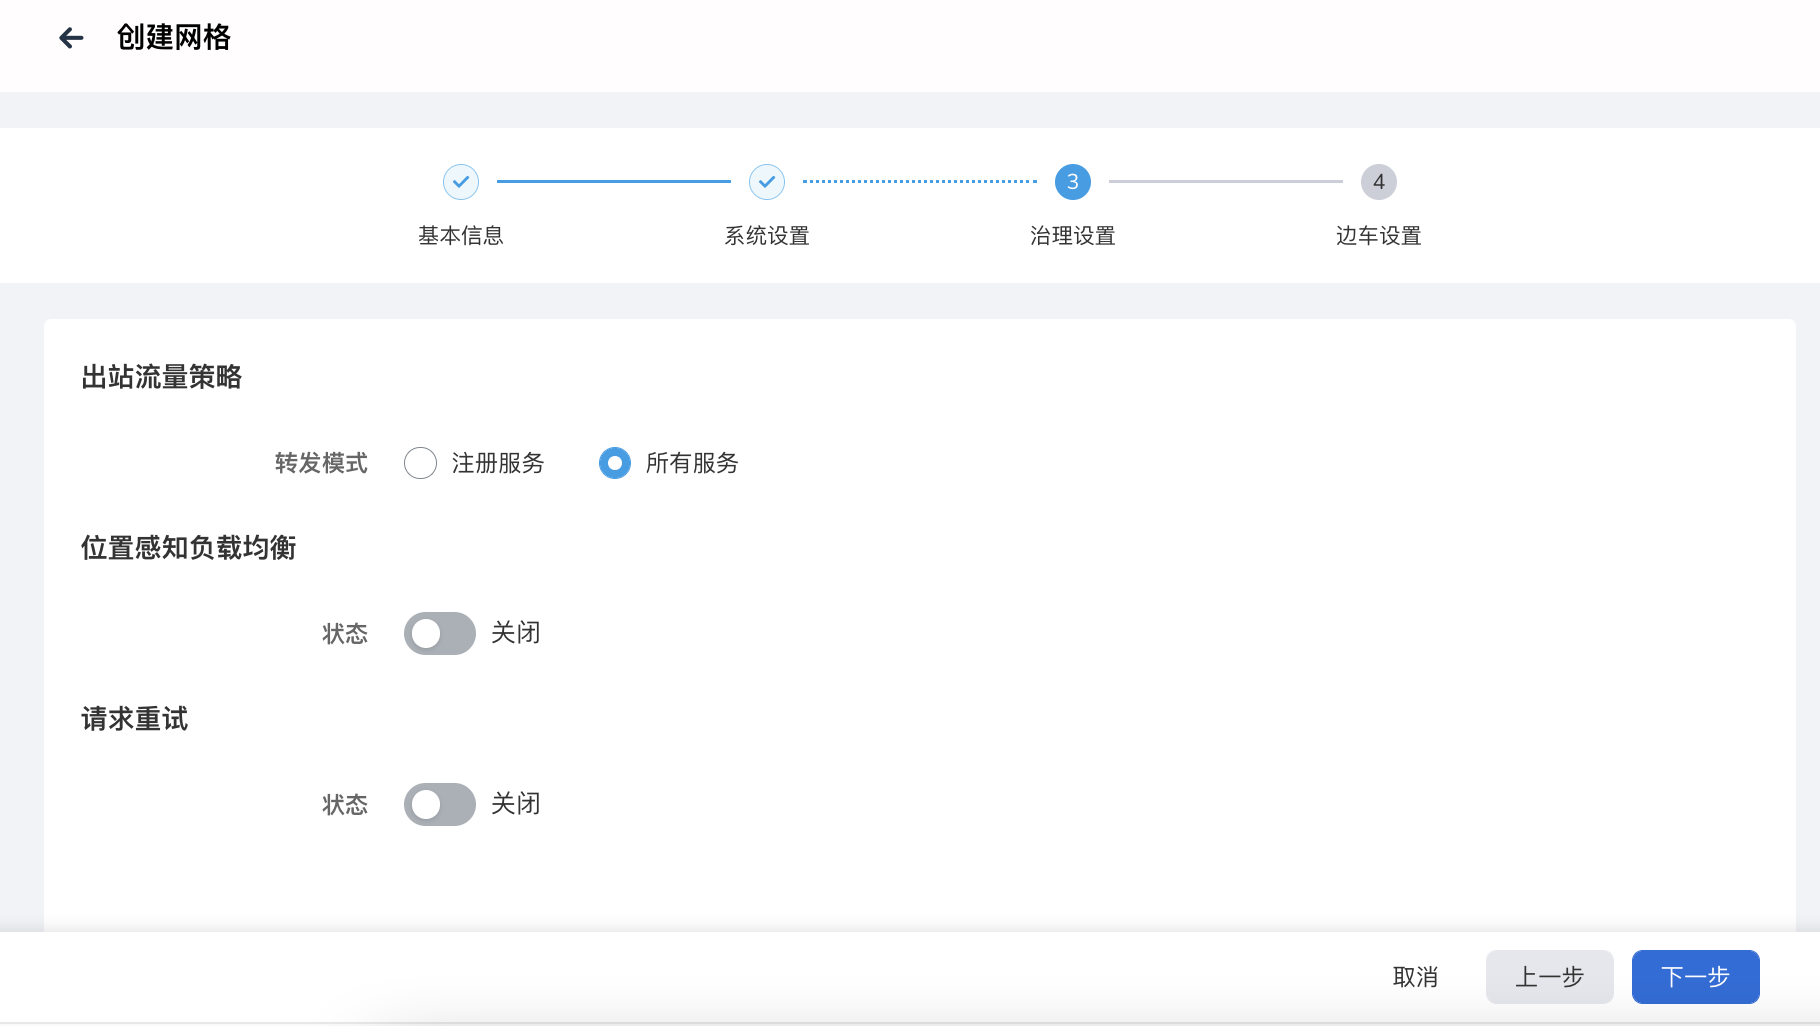 创建网格
3
4
基本信息
系统设置
治理设置
边车设置
出站流量策略
转发模式 注册服务 所有服务
位置感知负载均衡
状态 关闭
请求重试
状态 关闭
取消 上一步 下一步